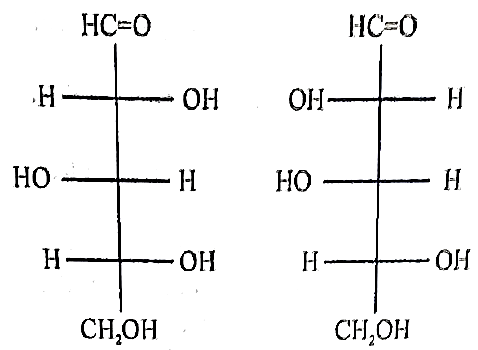 HC=O HC=O
H OH OH H
HO H HO H
H OH H OH
CH₂OH CH₂OH